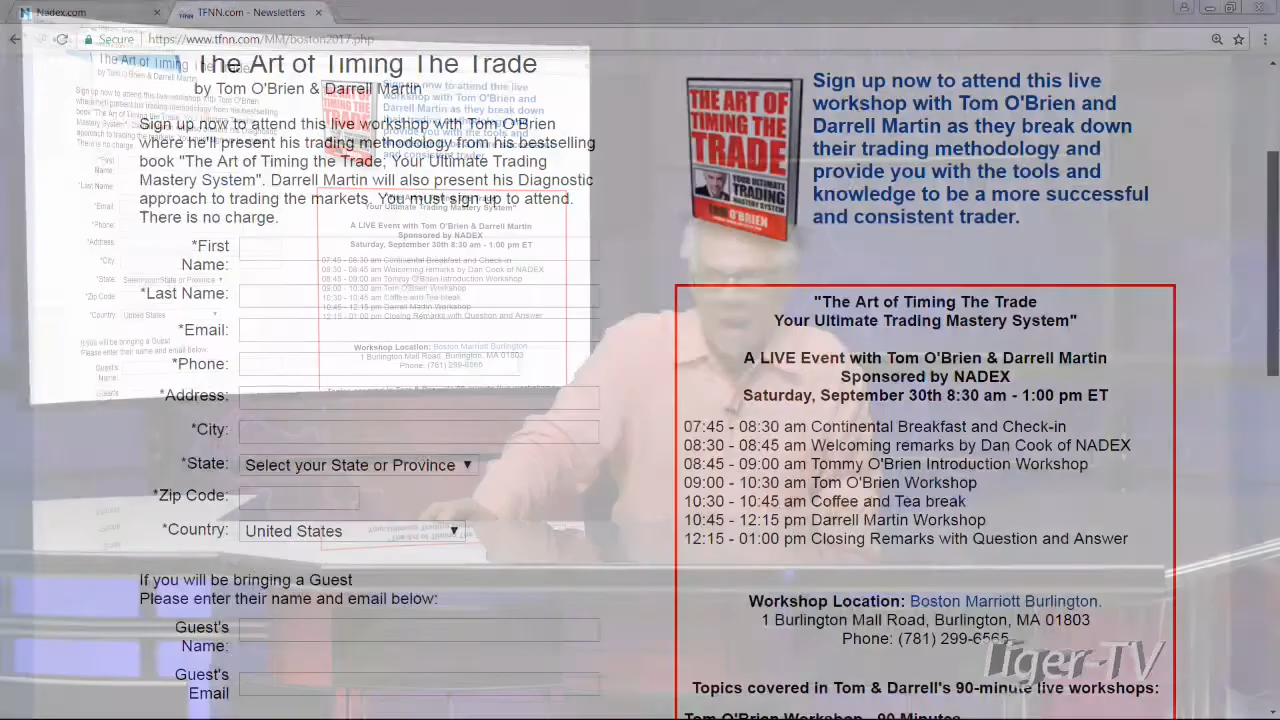 Nadex.com
TFNN.com - Newsletters
Secure
https://www.tfnn.com/MM/boston2017.php
The Art of Timing The Trade
by Tom O'Brien & Darrell Martin
Sign up now to attend this live workshop with Tom O'Brien
where he'll present his trading methodology from his bestselling
book "The Art of Timing the Trade, Your Ultimate Trading
Mastery System". Darrell Martin will also present his Diagnostic
approach to trading the markets. You must sign up to attend.
There is no charge.
*First
Name:
*Last Name:
*Email:
*Phone:
*Address:
*City:
*State:
Select your State or Province
*Zip Code:
*Country:
United States
If you will be bringing a Guest
Please enter their name and email below:
Guest's
Name:
Guest's
Email
THE ART OF
TIMING THE
TRADE
YOUR ULTIMATE
TRADING
MASTERY SYSTEM
TOM O'BRIEN
Sign up now to attend this live
workshop with Tom O'Brien and
Darrell Martin as they break down
their trading methodology and
provide you with the tools and
knowledge to be a more successful
and consistent trader.
"The Art of Timing The Trade
Your Ultimate Trading Mastery System"
A LIVE Event with Tom O'Brien & Darrell Martin
Sponsored by NADEX
Saturday, September 30th 8:30 am - 1:00 pm ET
07:45 - 08:30 am Continental Breakfast and Check-in
08:30 - 08:45 am Welcoming remarks by Dan Cook of NADEX
08:45 - 09:00 am Tommy O'Brien Introduction Workshop
09:00 - 10:30 am Tom O'Brien Workshop
10:30 - 10:45 am Coffee and Tea break
10:45 - 12:15 pm Darrell Martin Workshop
12:15 - 01:00 pm Closing Remarks with Question and Answer
Workshop Location: Boston Marriott Burlington.
1 Burlington Mall Road, Burlington, MA 01803
Phone: (781) 299-6565
Topics covered in Tom & Darrell's 90-minute live workshops:
Tom O'Brien Workshop - 90 Minutes
Tiger-TV